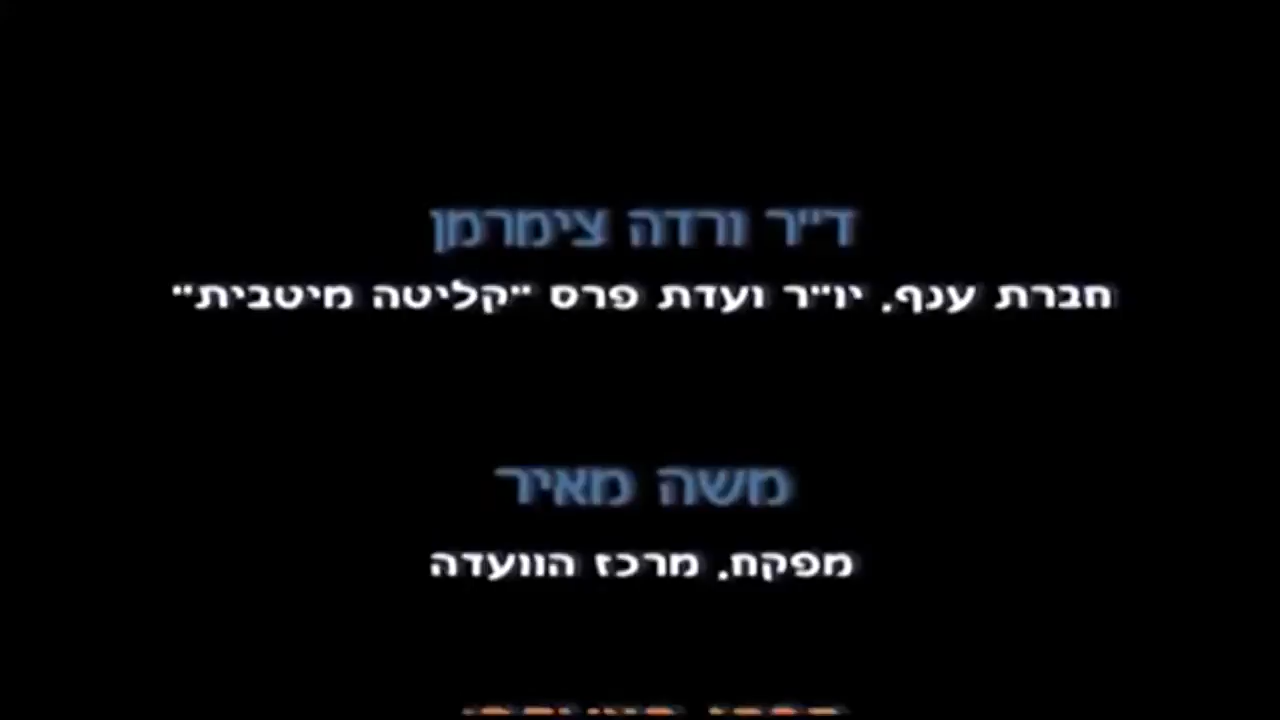 ד"ר ורדה צימרמן
חברת ענף, יו"ר ועדת פרס "קליטה מיטבית"
משה מאיר
מפקח, מרכז הוועדה